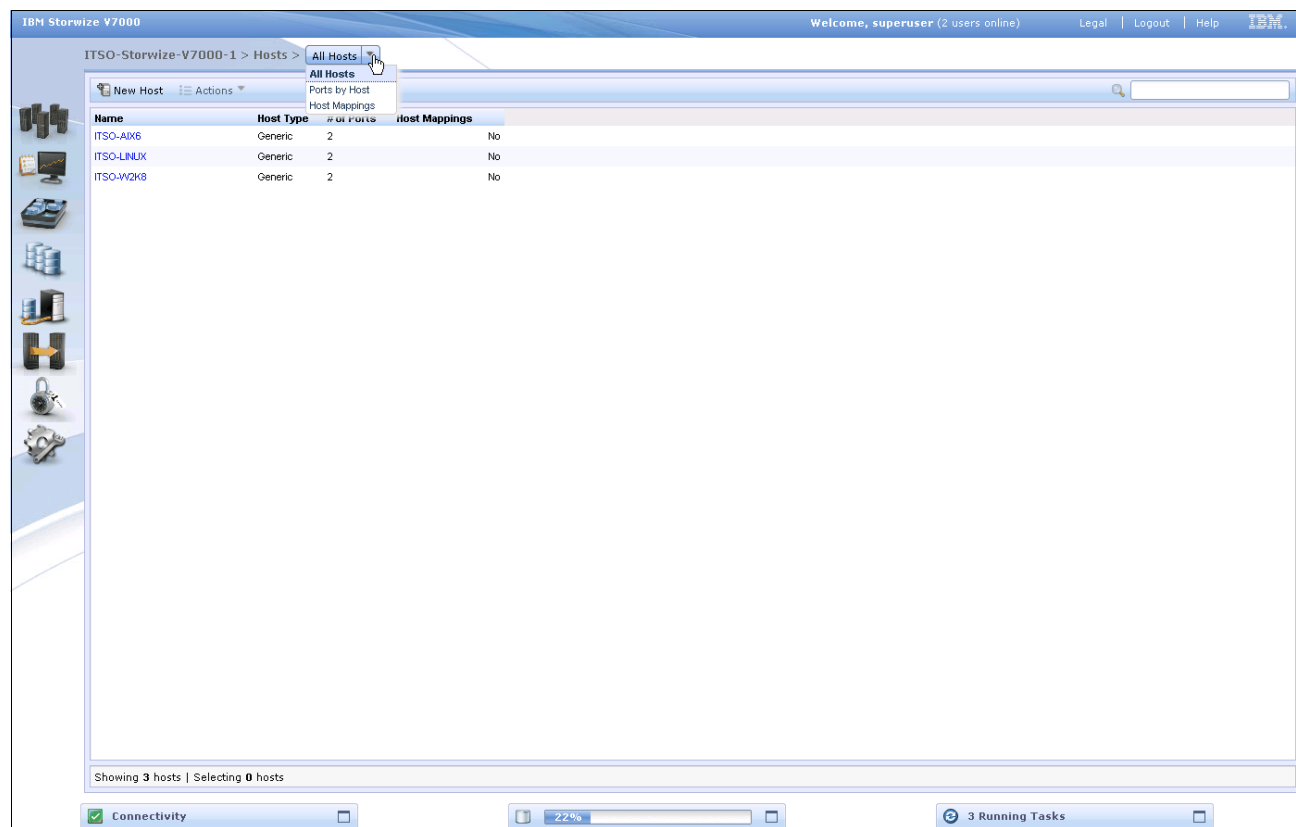 IBM Storwize V7000 Welcome, superuser (2 users online) Legal | Logout | Help IBM.
ITSO-Storwize-V7000-1 > Hosts > All Hosts
All Hosts
Ports by Host
Host Mappings
New Host Actions
Name Host Type # of Ports Host Mappings
ITSO-AIX6 Generic 2 No
ITSO-LINUX Generic 2 No
ITSO-W2K8 Generic 2 No
Showing 3 hosts | Selecting 0 hosts
Connectivity 22% 3 Running Tasks